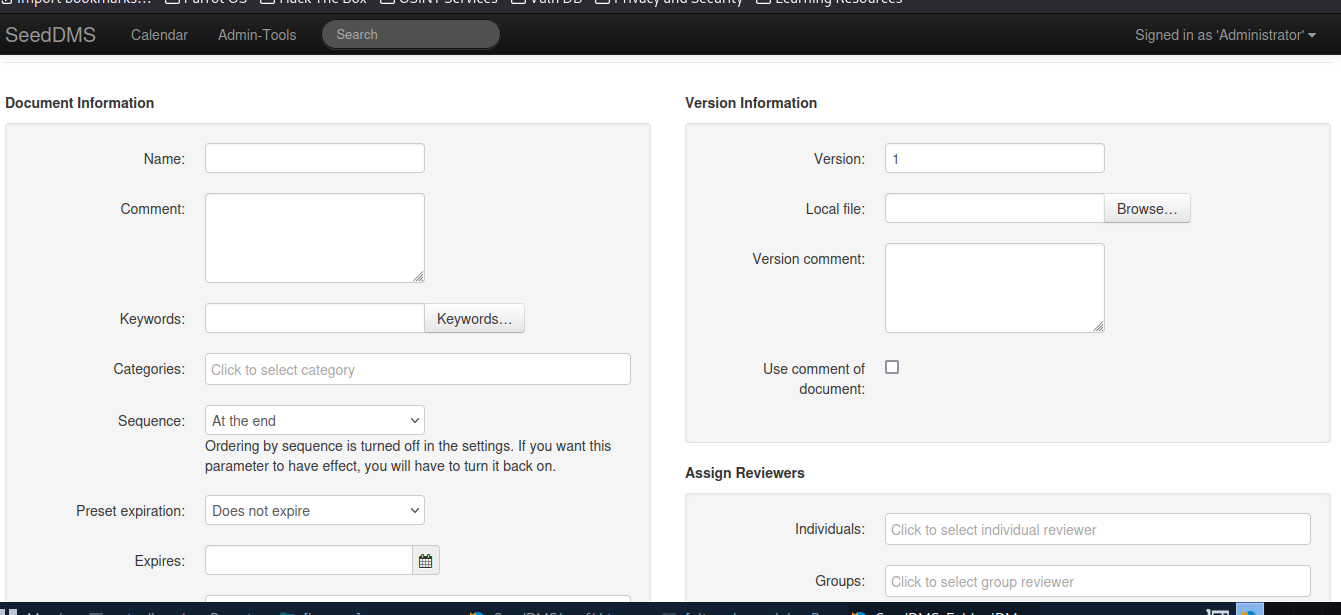 Import bookmarks... Parrot OS Hack The Box OSINT Services Vuln DB Privacy and Security Learning Resources
SeedDMS Calendar Admin-Tools Search Signed in as 'Administrator'
Document Information
Name:
Comment:
Keywords: Keywords...
Categories: Click to select category
Sequence: At the end
Ordering by sequence is turned off in the settings. If you want this
parameter to have effect, you will have to turn it back on.
Preset expiration: Does not expire
Expires:
Version Information
Version: 1
Local file: Browse...
Version comment:
Use comment of
document:
Assign Reviewers
Individuals: Click to select individual reviewer
Groups: Click to select group reviewer